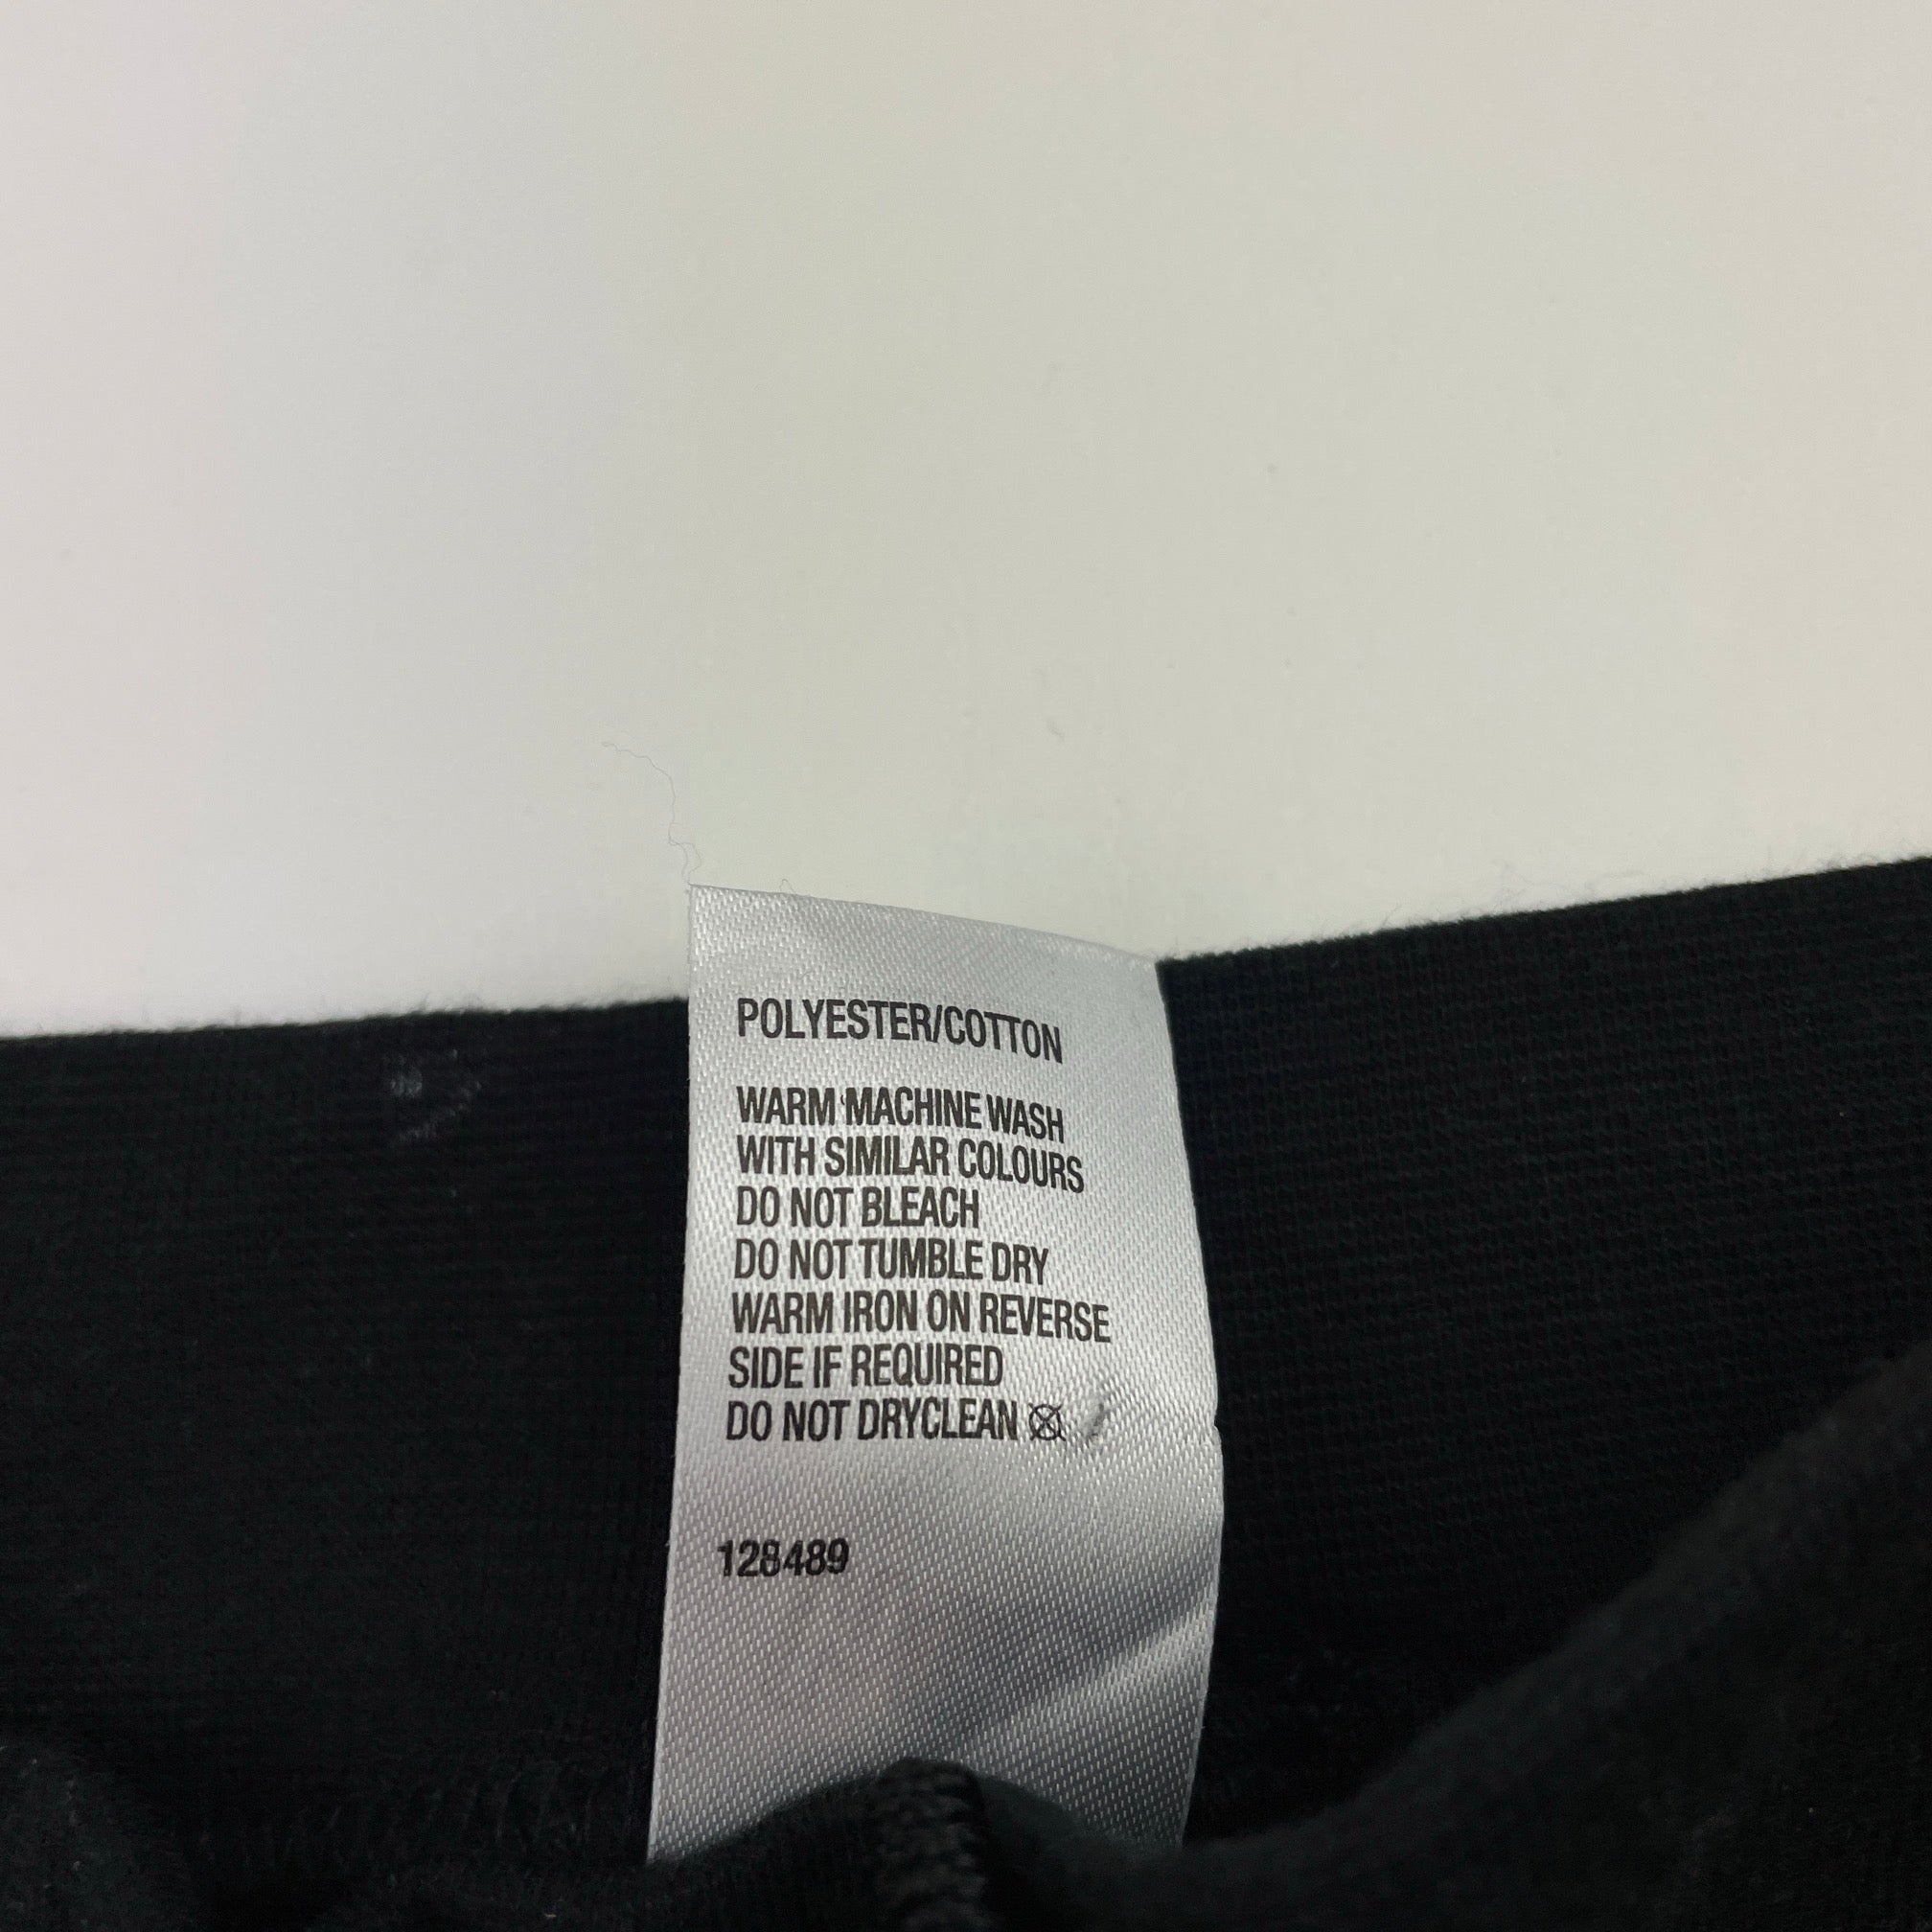 POLYESTER/COTTON
WARM MACHINE WASH
WITH SIMILAR COLOURS
DO NOT BLEACH
DO NOT TUMBLE DRY
WARM IRON ON REVERSE
SIDE IF REQUIRED
DO NOT DRYCLEAN
128489